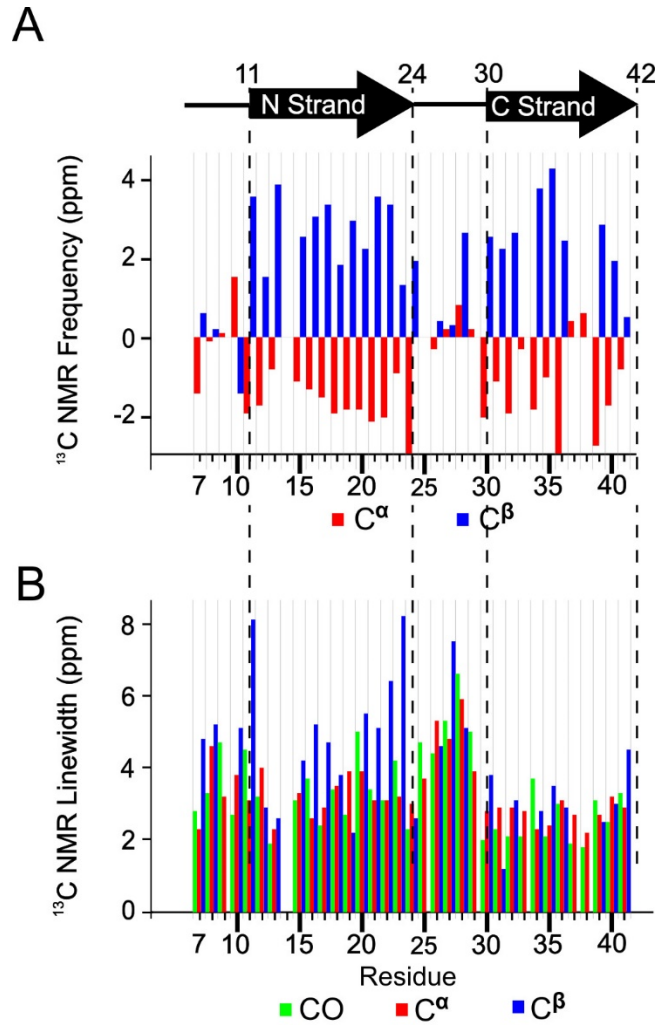 A
11 24 30 42
N Strand C Strand
¹³C NMR Frequency (ppm)
4
2
0
-2
7 10 15 20 25 30 35 40
Cα Cβ
B
¹³C NMR Linewidth (ppm)
8
6
4
2
0
7 10 15 20 25 30 35 40
Residue
CO Cα Cβ